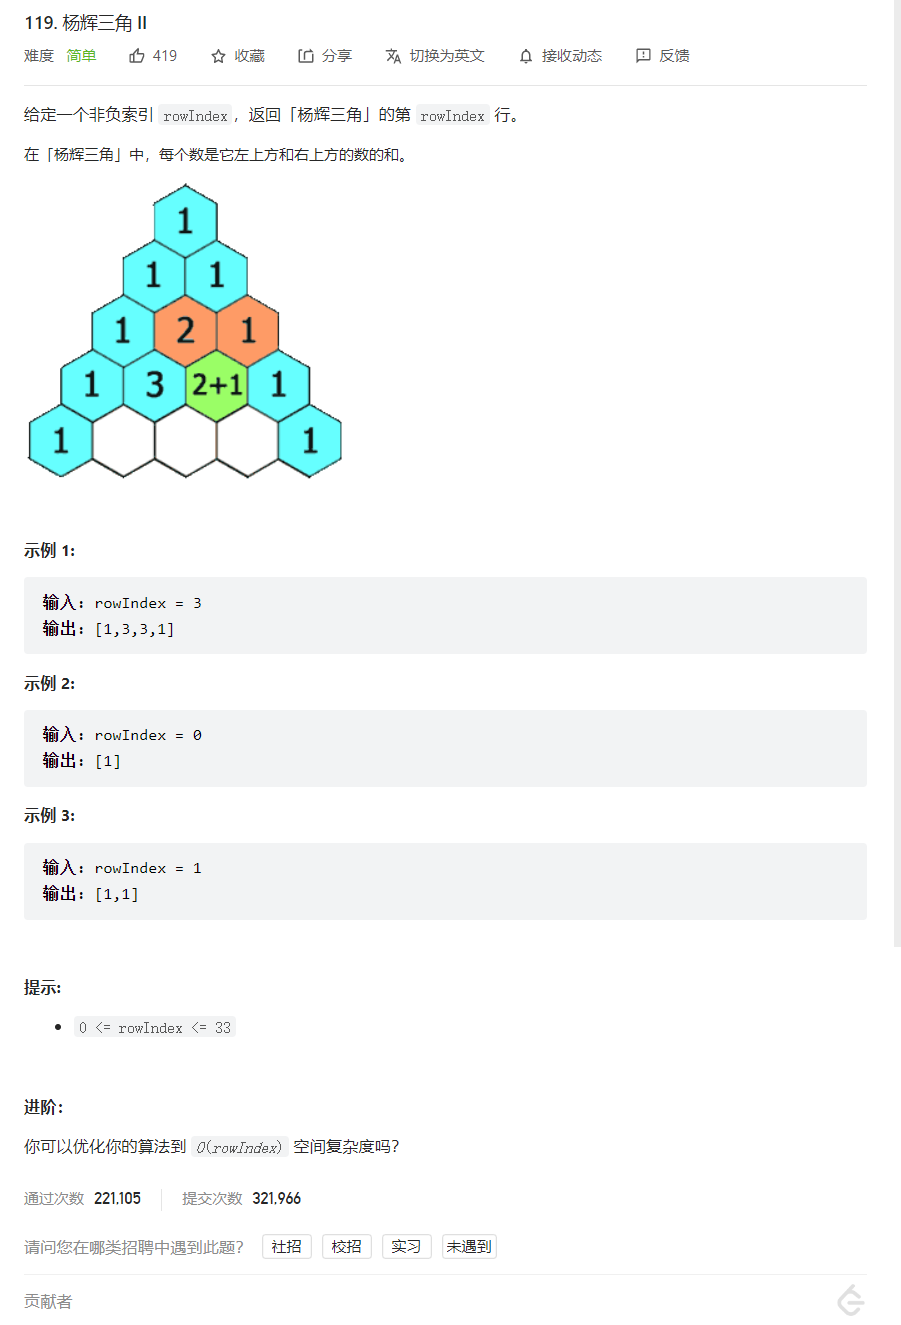 119. 杨辉三角 II
难度 简单 419 收藏 分享 切换为英文 接收动态 反馈
给定一个非负索引 rowIndex，返回「杨辉三角」的第 rowIndex 行。
在「杨辉三角」中，每个数是它左上方和右上方的数的和。
1
1 1
1 2 1
1 3 2+1 1
1 1
示例 1:
输入: rowIndex = 3
输出: [1,3,3,1]
示例 2:
输入: rowIndex = 0
输出: [1]
示例 3:
输入: rowIndex = 1
输出: [1,1]
提示:
0 <= rowIndex <= 33
进阶：
你可以优化你的算法到 O(rowIndex) 空间复杂度吗？
通过次数 221,105 提交次数 321,966
请问您在哪类招聘中遇到此题？ 社招 校招 实习 未遇到
贡献者